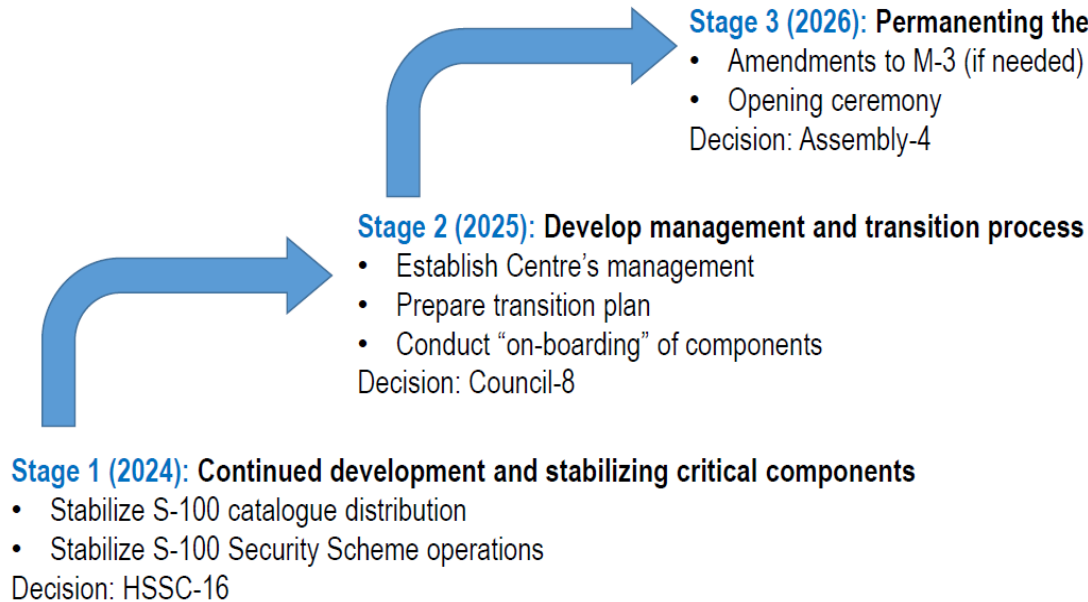 Stage 3 (2026): Permanenting the
• Amendments to M-3 (if needed)
• Opening ceremony
Decision: Assembly-4
Stage 2 (2025): Develop management and transition process
• Establish Centre’s management
• Prepare transition plan
• Conduct “on-boarding” of components
Decision: Council-8
Stage 1 (2024): Continued development and stabilizing critical components
• Stabilize S-100 catalogue distribution
• Stabilize S-100 Security Scheme operations
Decision: HSSC-16